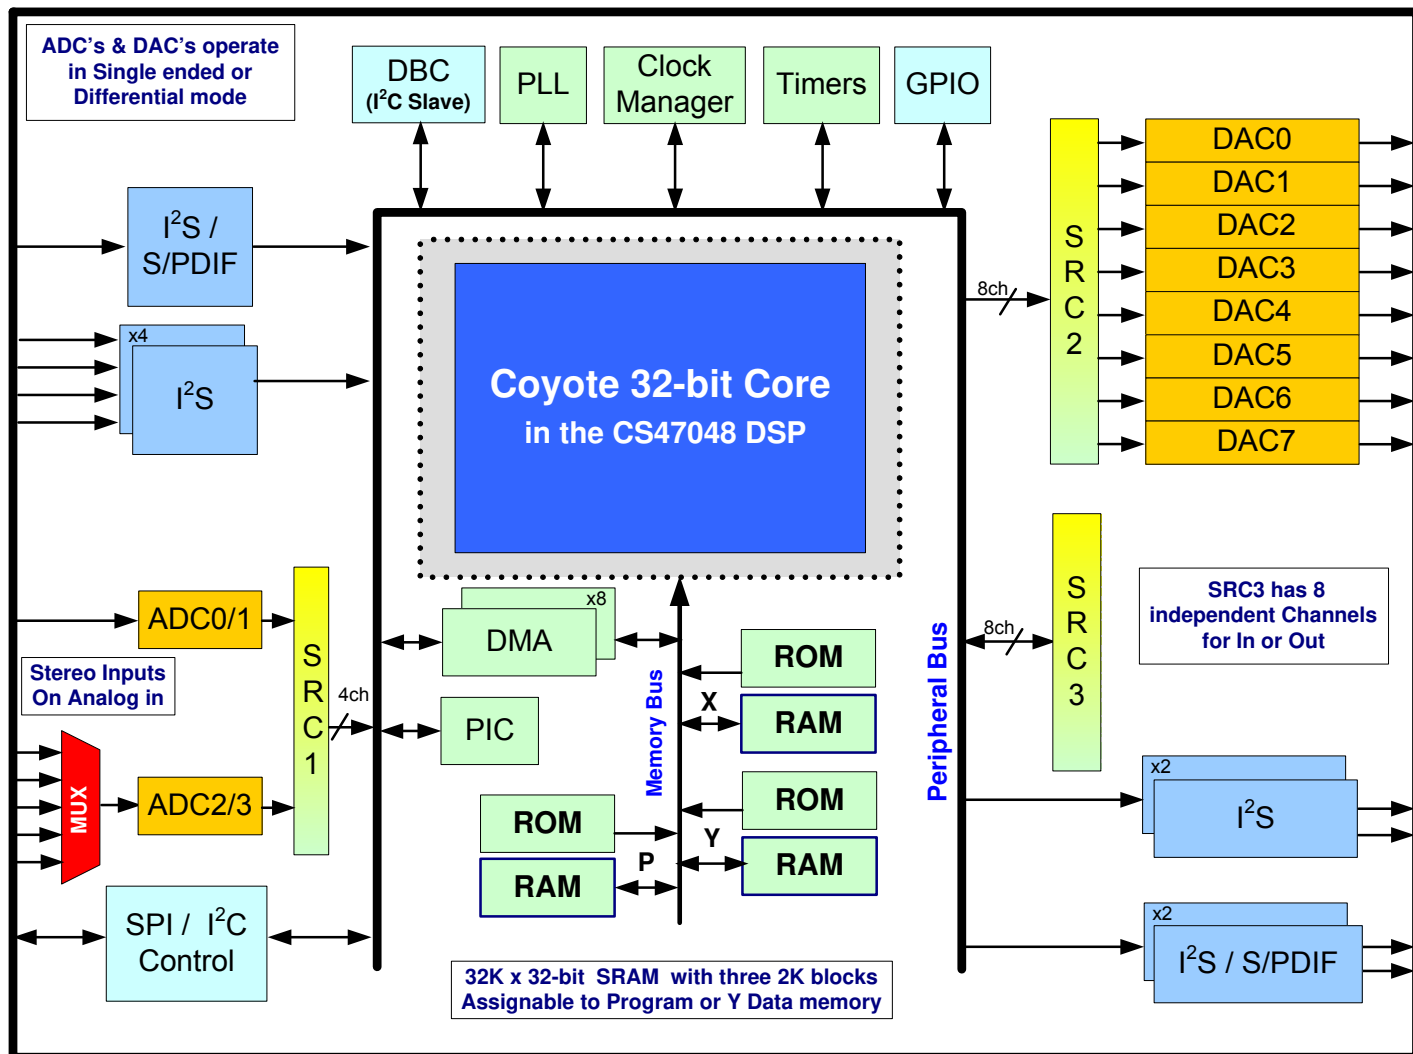 ADC's & DAC's operate
in Single ended or
Differential mode
DBC
(I²C Slave)
PLL
Clock
Manager
Timers
GPIO
I²S /
S/PDIF
x4
I²S
Coyote 32-bit Core
in the CS47048 DSP
8ch
SRC2
DAC0
DAC1
DAC2
DAC3
DAC4
DAC5
DAC6
DAC7
ADC0/1
Stereo Inputs
On Analog in
MUX
ADC2/3
SRC1
4ch
SPI / I²C
Control
x8
DMA
PIC
Memory Bus
ROM
X
RAM
ROM
Y
RAM
ROM
P
RAM
Peripheral Bus
8ch
SRC3
SRC3 has 8
independent Channels
for In or Out
x2
I²S
x2
I²S / S/PDIF
32K x 32-bit SRAM with three 2K blocks
Assignable to Program or Y Data memory